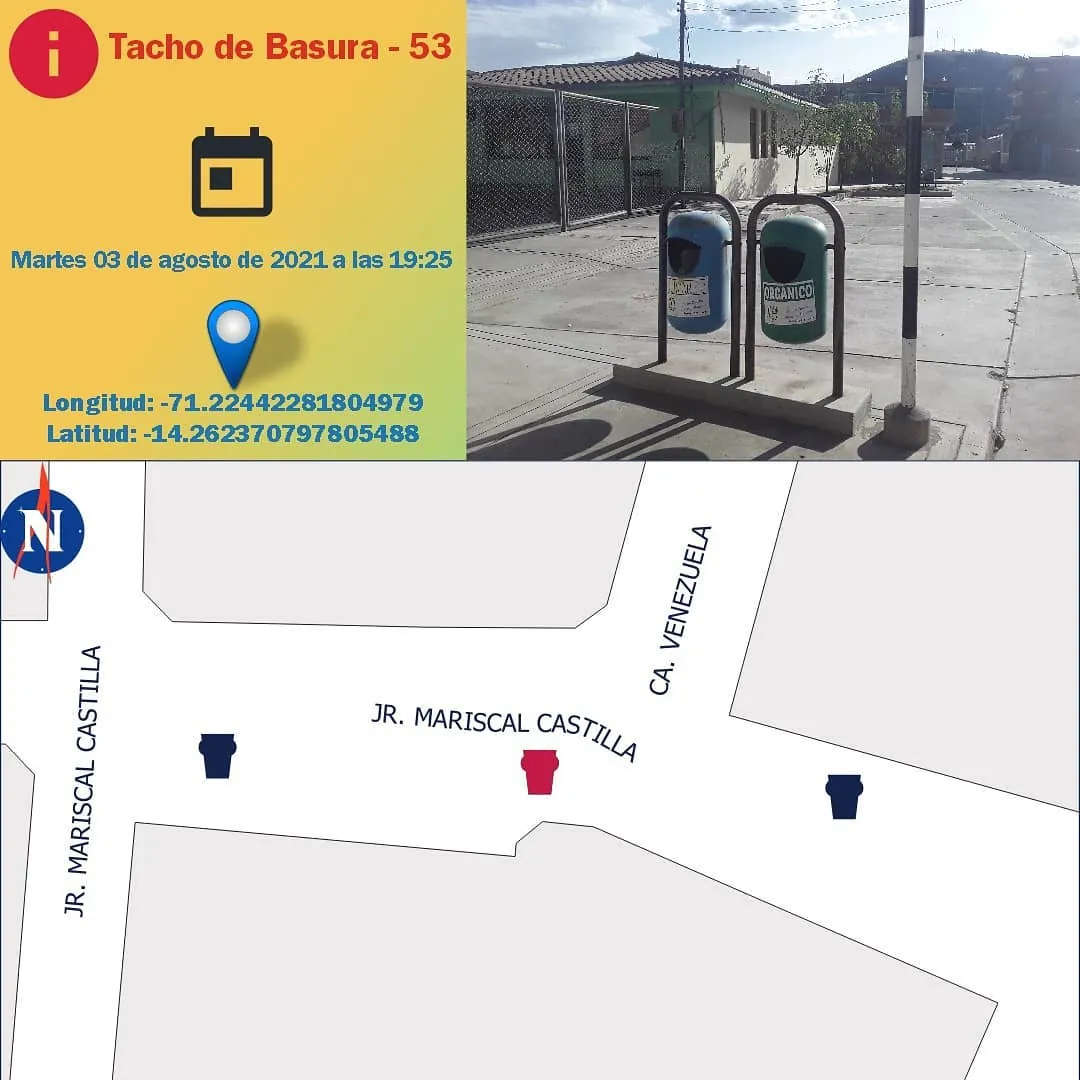 i
Tacho de Basura - 53
Martes 03 de agosto de 2021 a las 19:25
Longitud: -71.22442281804979
Latitud: -14.262370797805488
ORGANICO
N
CA. VENEZUELA
JR. MARISCAL CASTILLA
JR. MARISCAL CASTILLA